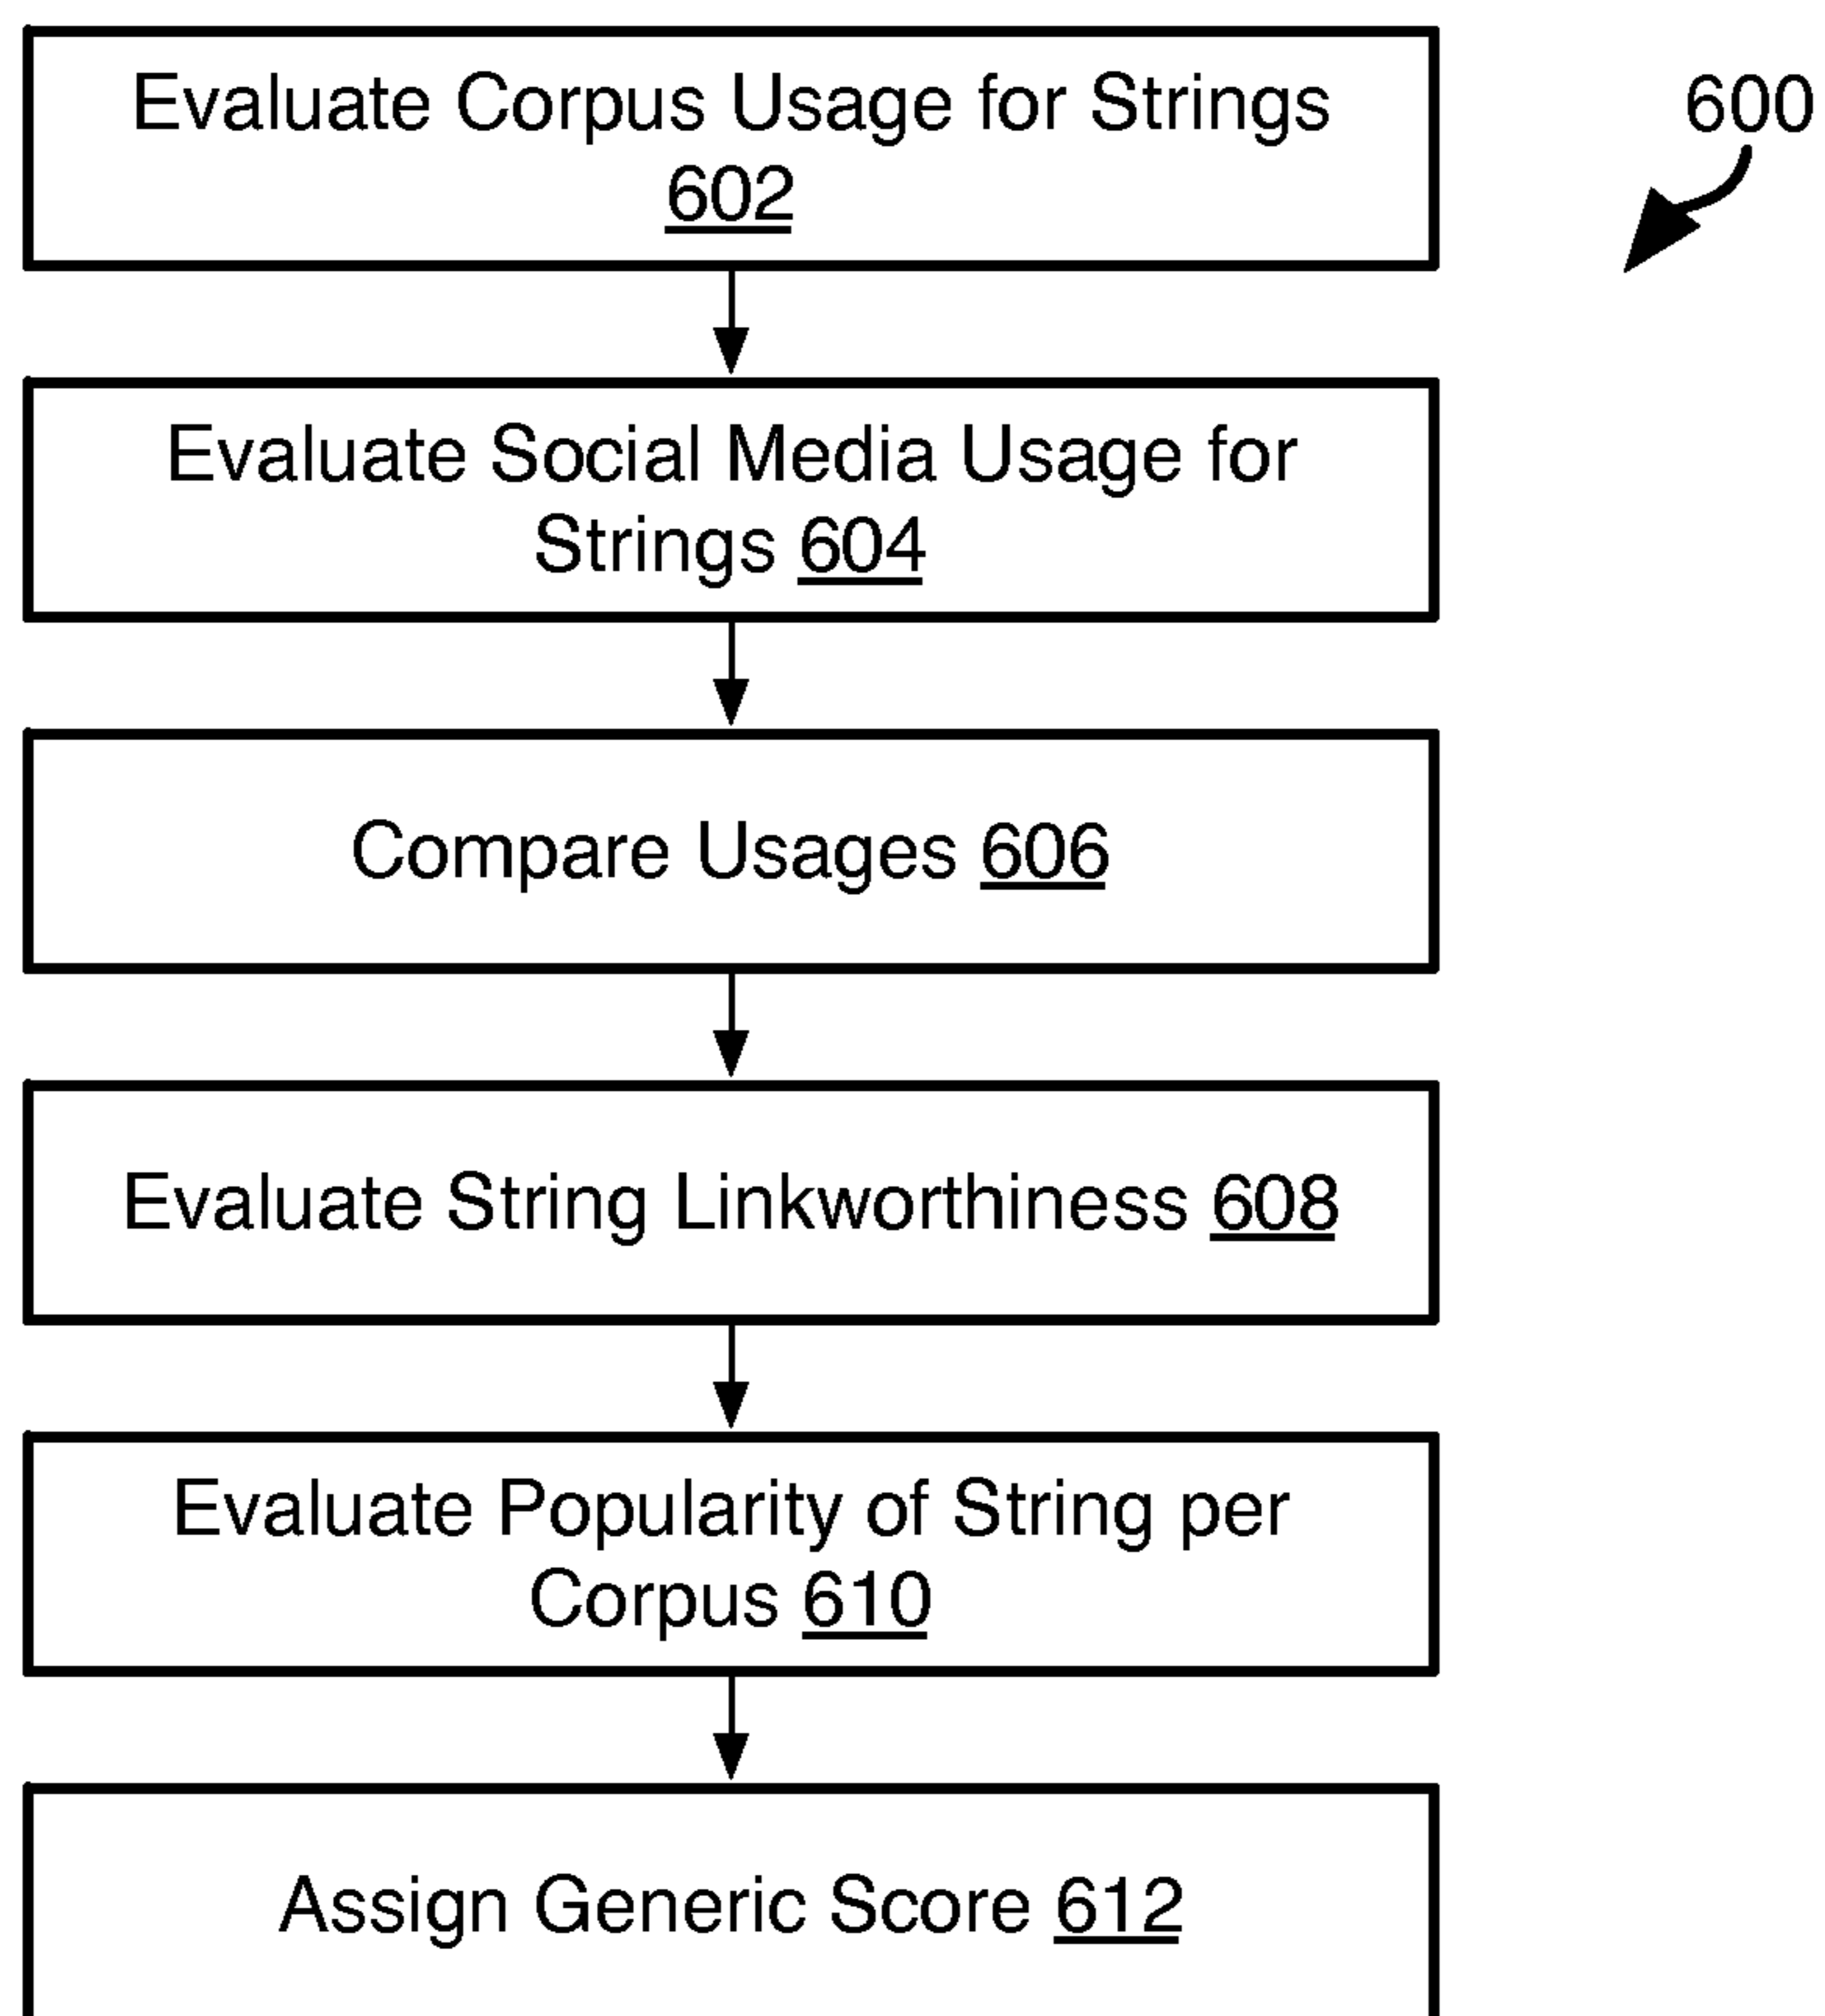 Evaluate Corpus Usage for Strings
602
600
Evaluate Social Media Usage for
Strings 604
Compare Usages 606
Evaluate String Linkworthiness 608
Evaluate Popularity of String per
Corpus 610
Assign Generic Score 612